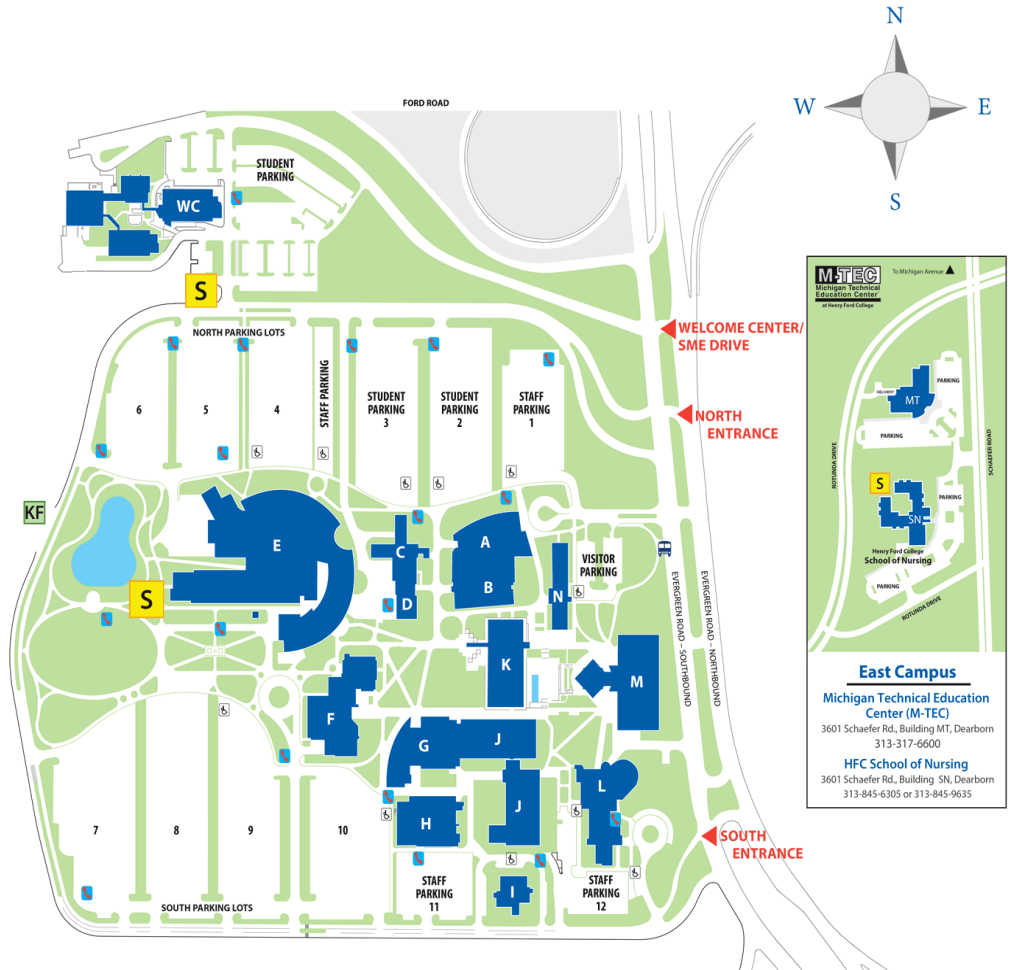 N
W
E
S
FORD ROAD
STUDENT
PARKING
WC
S
NORTH PARKING LOTS
WELCOME CENTER/
SME DRIVE
NORTH
ENTRANCE
6
5
4
STAFF PARKING
STUDENT
PARKING
3
STUDENT
PARKING
2
STAFF
PARKING
1
KF
E
C
D
A
B
N
VISITOR
PARKING
S
K
M
F
G
J
J
H
L
I
EVERGREEN ROAD – SOUTHBOUND
EVERGREEN ROAD – NORTHBOUND
7
8
9
10
STAFF
PARKING
11
STAFF
PARKING
12
SOUTH
ENTRANCE
SOUTH PARKING LOTS
M-TEC
Michigan Technical
Education Center
at Henry Ford College
To Michigan Avenue
PARKING
DELIVERY
MT
PARKING
ROTUNDA DRIVE
SCHAEFER ROAD
S
PARKING
SN
Henry Ford College
School of Nursing
PARKING
ROTUNDA DRIVE
East Campus
Michigan Technical Education
Center (M-TEC)
3601 Schaefer Rd., Building MT, Dearborn
313-317-6600
HFC School of Nursing
3601 Schaefer Rd., Building SN, Dearborn
313-845-6305 or 313-845-9635